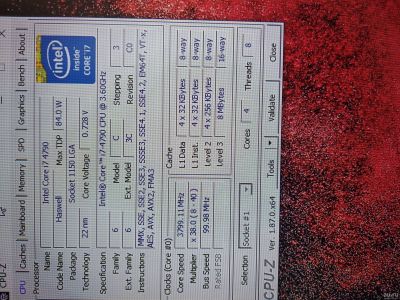 CPU-Z
CPU Caches Mainboard Memory SPD Graphics Bench About
Processor
Name Intel Core i7 4790
Code Name Haswell Max TDP 84.0 W
Package Socket 1150 LGA
Technology 22 nm Core Voltage 0.728 V
intel
inside
CORE i7
Specification Intel® Core™ i7-4790 CPU @ 3.60GHz
Family 6 Model C Stepping 3
Ext. Family 6 Ext. Model 3C Revision C0
Instructions MMX, SSE, SSE2, SSE3, SSSE3, SSE4.1, SSE4.2, EM64T, VT-x,
AES, AVX, AVX2, FMA3
Clocks (Core #0)
Core Speed 3799.11 MHz
Multiplier x 38.0 ( 8 - 40 )
Bus Speed 99.98 MHz
Rated FSB
Cache
L1 Data 4 x 32 KBytes 8-way
L1 Inst. 4 x 32 KBytes 8-way
Level 2 4 x 256 KBytes 8-way
Level 3 8 MBytes 16-way
Selection Socket #1 Cores 4 Threads 8
CPU-Z Ver. 1.87.0.x64 Tools Validate Close